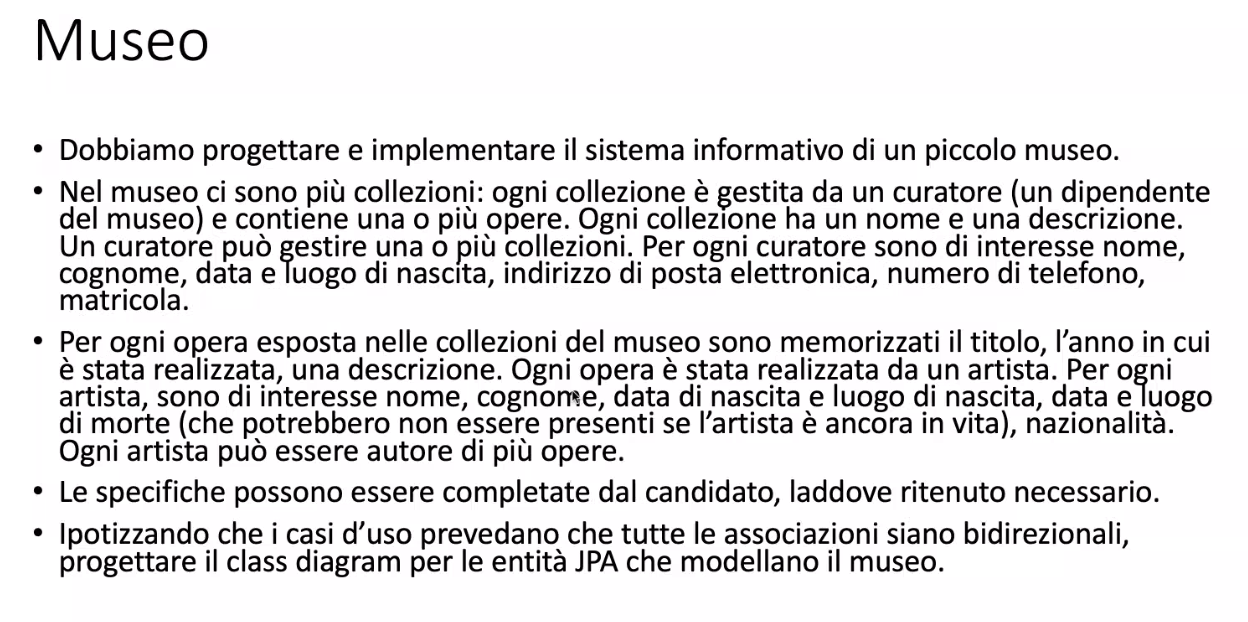 Museo
• Dobbiamo progettare e implementare il sistema informativo di un piccolo museo.
• Nel museo ci sono più collezioni: ogni collezione è gestita da un curatore (un dipendente
del museo) e contiene una o più opere. Ogni collezione ha un nome e una descrizione.
Un curatore può gestire una o più collezioni. Per ogni curatore sono di interesse nome,
cognome, data e luogo di nascita, indirizzo di posta elettronica, numero di telefono,
matricola.
• Per ogni opera esposta nelle collezioni del museo sono memorizzati il titolo, l’anno in cui
è stata realizzata, una descrizione. Ogni opera è stata realizzata da un artista. Per ogni
artista, sono di interesse nome, cognome, data di nascita e luogo di nascita, data e luogo
di morte (che potrebbero non essere presenti se l’artista è ancora in vita), nazionalità.
Ogni artista può essere autore di più opere.
• Le specifiche possono essere completate dal candidato, laddove ritenuto necessario.
• Ipotizzando che i casi d’uso prevedano che tutte le associazioni siano bidirezionali,
progettare il class diagram per le entità JPA che modellano il museo.